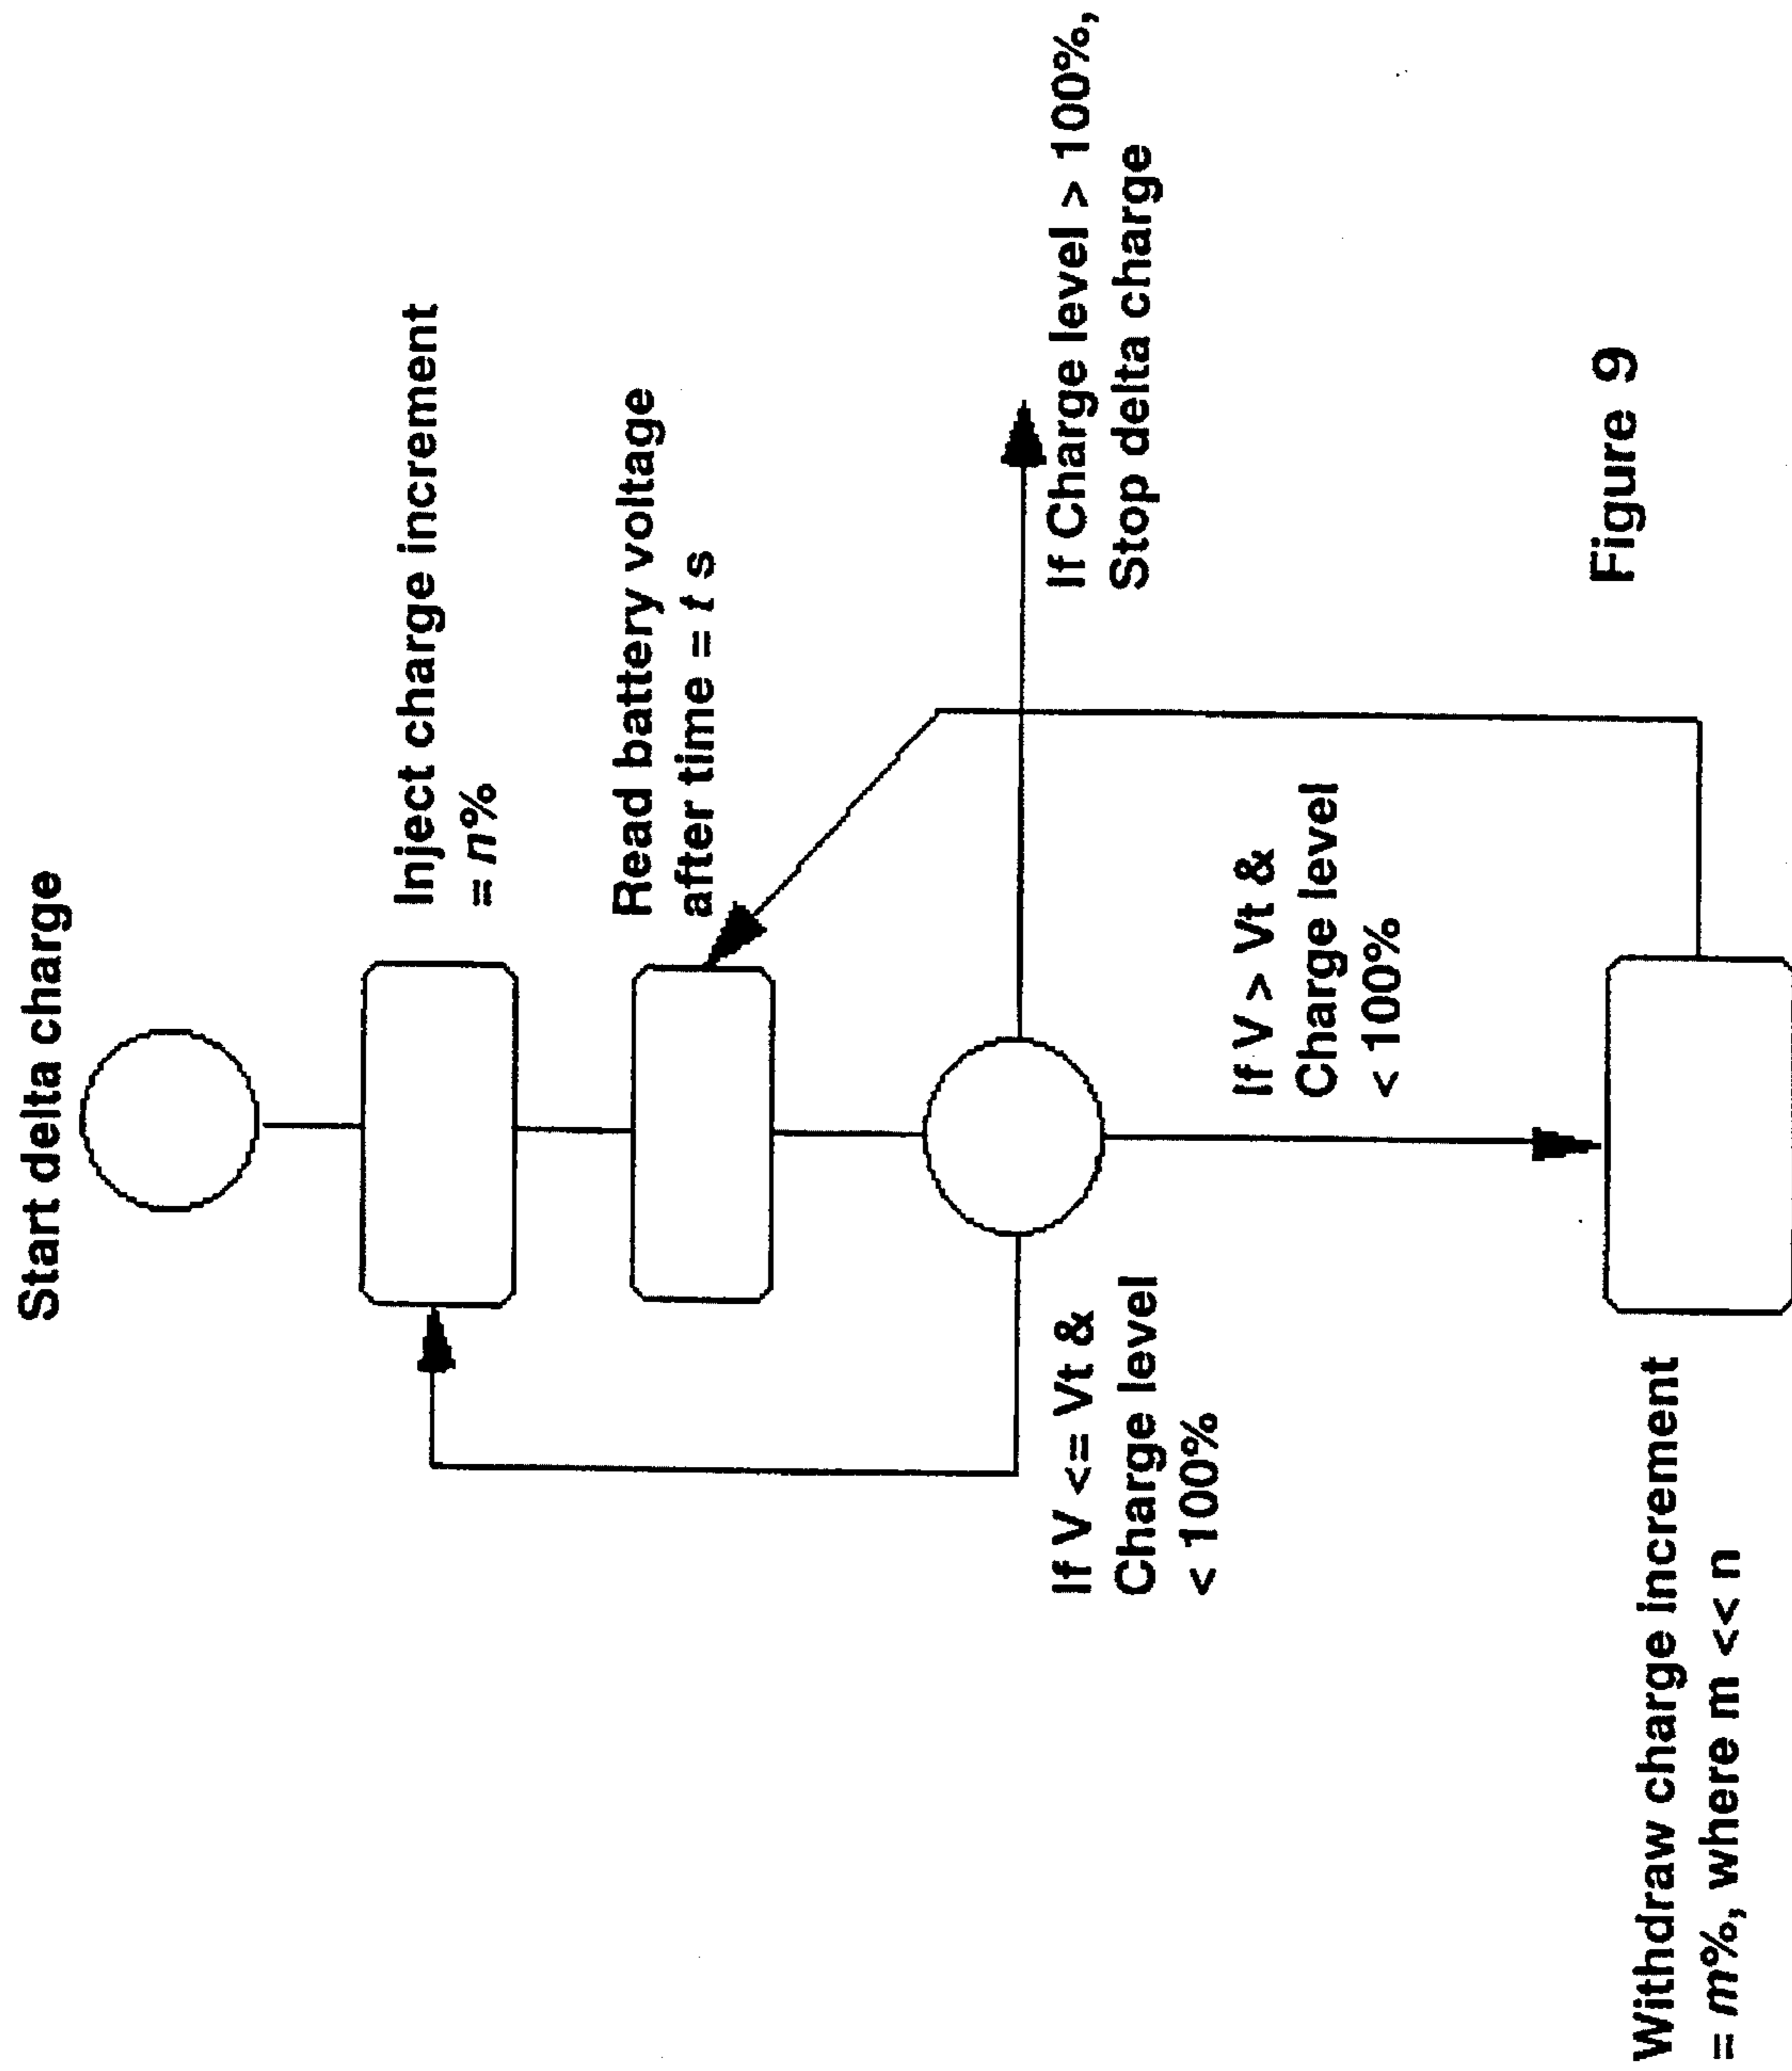 Start delta charge
Inject charge increment
= n%
Read battery voltage
after time = t s
If V <= Vt &
Charge level
< 100%
If Charge level > 100%,
Stop delta charge
If V > Vt &
Charge level
< 100%
Withdraw charge increment
= m%, where m << n
Figure 9